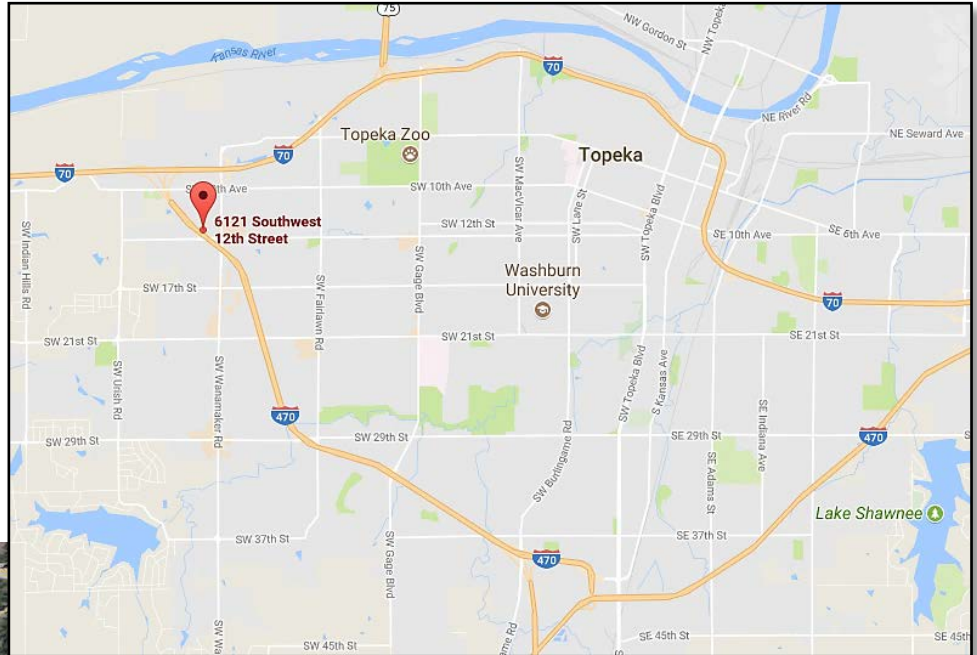 75
NW Gordon St
NW Topeka
Kansas River
70
NE River Rd
Topeka Zoo
NE Seward Ave
70
Topeka
70
SW 10th Ave
SW MacVicar Ave
SW Lane St
SW Topeka Blvd
6121 Southwest
12th Street
SW 12th St
SE 10th Ave
SE 6th Ave
SW Indian Hills Rd
SW Gage Blvd
Washburn
University
SW 17th St
SW Fairlawn Rd
70
SW 21st St
SW 21st St
SE 21st St
SW Urish Rd
SW Wanamaker Rd
SW Topeka Blvd
S Kansas Ave
SE Indiana Ave
470
SW 29th St
SW 29th St
SW Burlingame Rd
SE 29th St
470
SE Adams St
Lake Shawnee
SW 37th St
SW Gage Blvd
SE 37th St
470
SW 45th St
SE 45th St
SE 45t